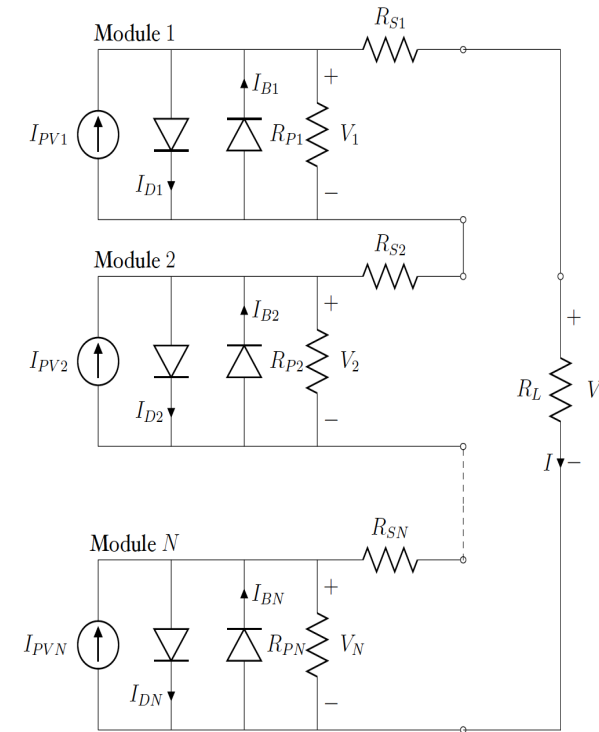 Module 1
R_{S1}
I_{PV1}
I_{D1}
I_{B1}
R_{P1}
+
V_1
−
Module 2
R_{S2}
I_{PV2}
I_{D2}
I_{B2}
R_{P2}
+
V_2
−
+
R_L
V
I
−
Module N
R_{SN}
I_{PVN}
I_{DN}
I_{BN}
R_{PN}
+
V_N
−